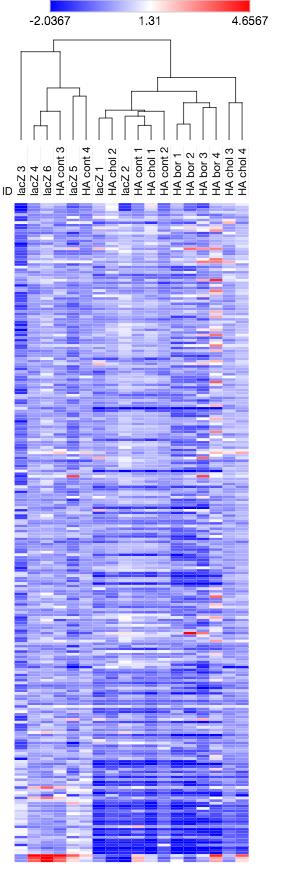 -2.0367 1.31 4.6567
ID
lacZ 3
lacZ 4
lacZ 6
HA cont 3
lacZ 5
HA cont 4
lacZ 1
HA chol 2
lacZ 2
HA cont 1
HA chol 1
HA cont 2
HA bor 1
HA bor 2
HA bor 3
HA bor 4
HA chol 3
HA chol 4